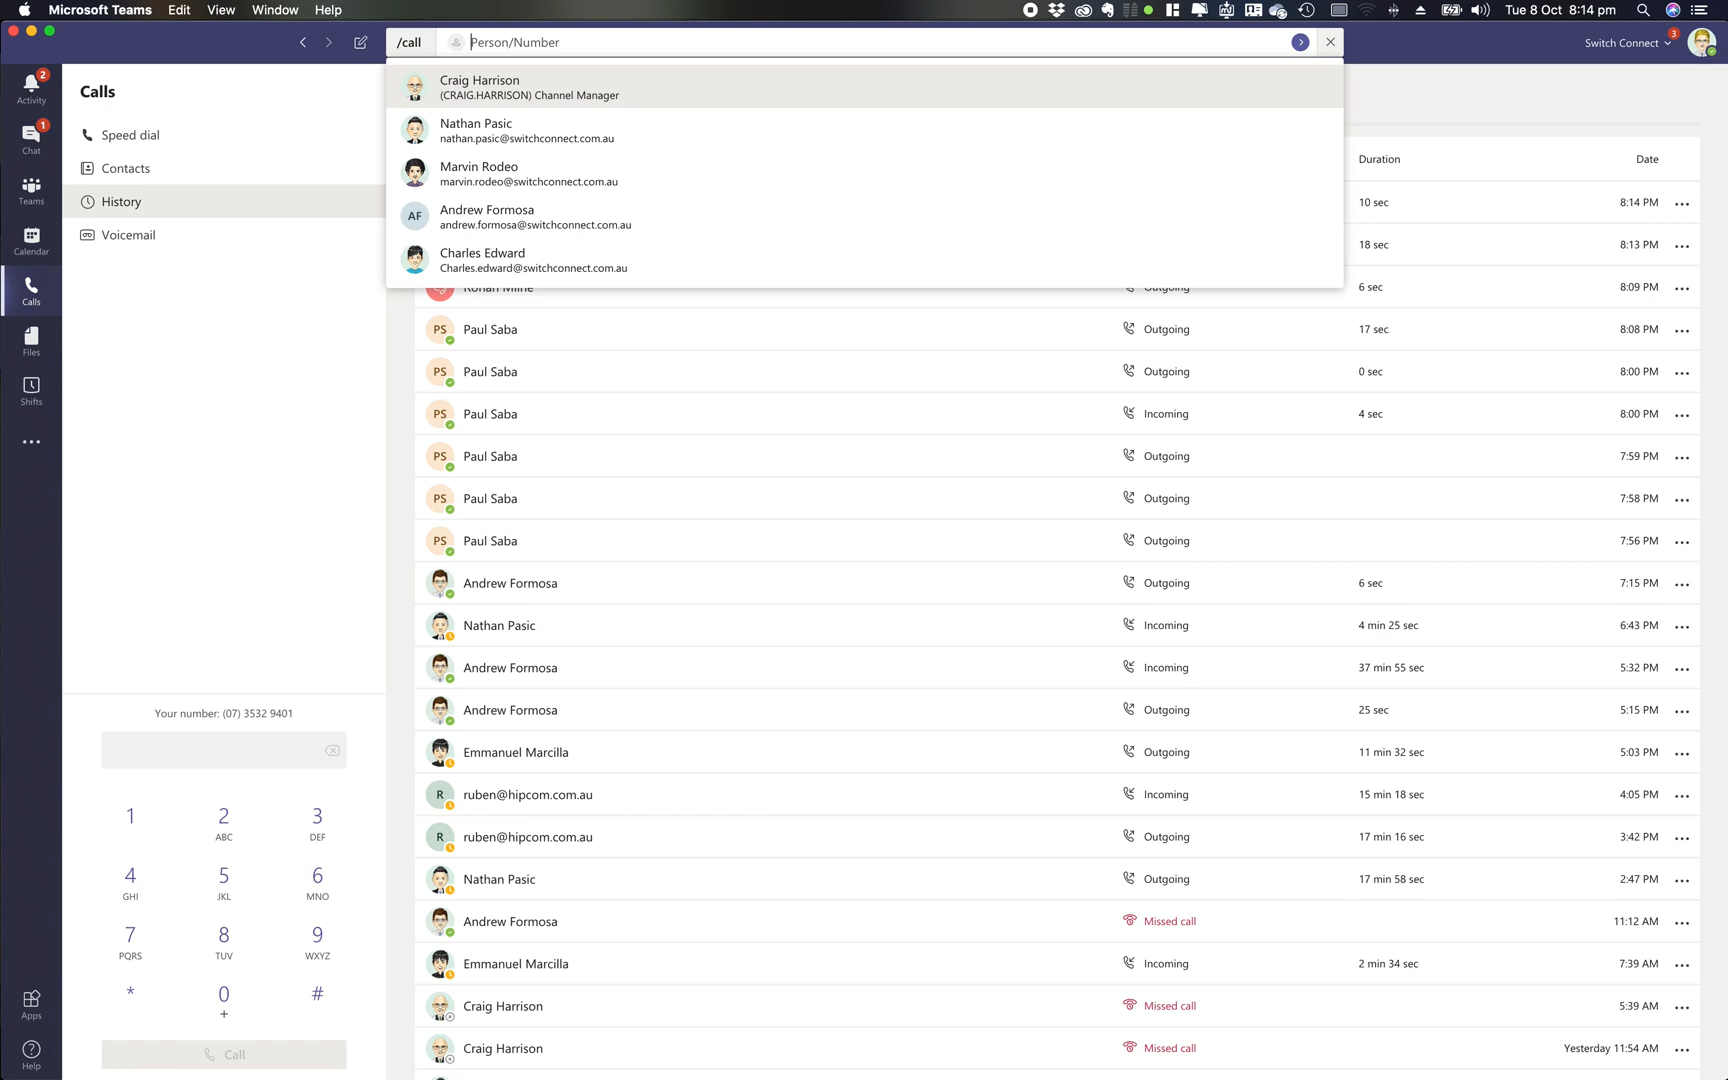 Microsoft Teams Edit View Window Help
Tue 8 Oct 8:14 pm
/call Person/Number
Switch Connect 3
Activity 2
Chat 1
Teams
Calendar
Calls
Files
Shifts
Apps
Help
Calls
Speed dial
Contacts
History
Voicemail
Your number: (07) 3532 9401
1
2 ABC
3 DEF
4 GHI
5 JKL
6 MNO
7 PQRS
8 TUV
9 WXYZ
*
0 +
#
Call
Craig Harrison
(CRAIG.HARRISON) Channel Manager
Nathan Pasic
nathan.pasic@switchconnect.com.au
Marvin Rodeo
marvin.rodeo@switchconnect.com.au
AF Andrew Formosa
andrew.formosa@switchconnect.com.au
Charles Edward
Charles.edward@switchconnect.com.au
Duration Date
10 sec 8:14 PM
18 sec 8:13 PM
Rohan Milne Outgoing 6 sec 8:09 PM
PS Paul Saba Outgoing 17 sec 8:08 PM
PS Paul Saba Outgoing 0 sec 8:00 PM
PS Paul Saba Incoming 4 sec 8:00 PM
PS Paul Saba Outgoing 7:59 PM
PS Paul Saba Outgoing 7:58 PM
PS Paul Saba Outgoing 7:56 PM
Andrew Formosa Outgoing 6 sec 7:15 PM
Nathan Pasic Incoming 4 min 25 sec 6:43 PM
Andrew Formosa Incoming 37 min 55 sec 5:32 PM
Andrew Formosa Outgoing 25 sec 5:15 PM
Emmanuel Marcilla Outgoing 11 min 32 sec 5:03 PM
R ruben@hipcom.com.au Incoming 15 min 18 sec 4:05 PM
R ruben@hipcom.com.au Outgoing 17 min 16 sec 3:42 PM
Nathan Pasic Outgoing 17 min 58 sec 2:47 PM
Andrew Formosa Missed call 11:12 AM
Emmanuel Marcilla Incoming 2 min 34 sec 7:39 AM
Craig Harrison Missed call 5:39 AM
Craig Harrison Missed call Yesterday 11:54 AM